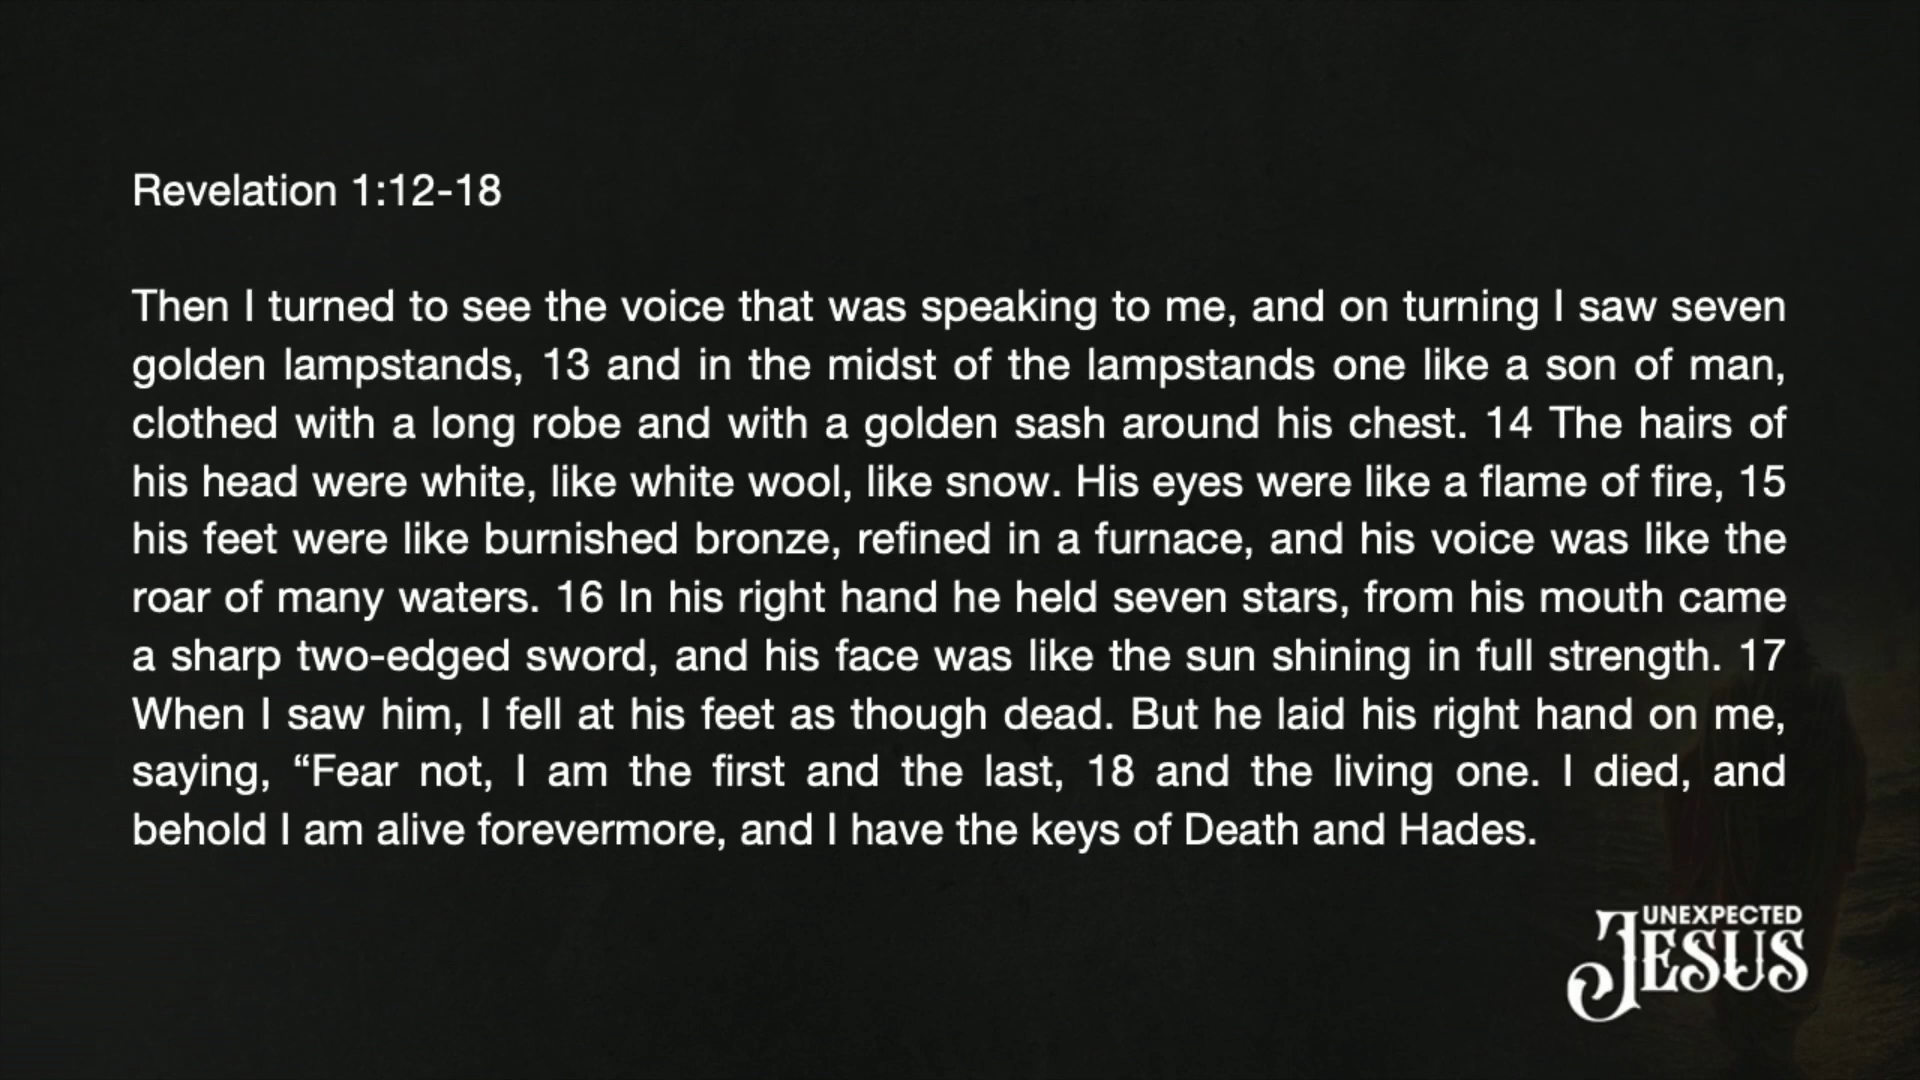 Revelation 1:12-18
Then I turned to see the voice that was speaking to me, and on turning I saw seven
golden lampstands, 13 and in the midst of the lampstands one like a son of man,
clothed with a long robe and with a golden sash around his chest. 14 The hairs of
his head were white, like white wool, like snow. His eyes were like a flame of fire, 15
his feet were like burnished bronze, refined in a furnace, and his voice was like the
roar of many waters. 16 In his right hand he held seven stars, from his mouth came
a sharp two-edged sword, and his face was like the sun shining in full strength. 17
When I saw him, I fell at his feet as though dead. But he laid his right hand on me,
saying, “Fear not, I am the first and the last, 18 and the living one. I died, and
behold I am alive forevermore, and I have the keys of Death and Hades.
UNEXPECTED
JESUS